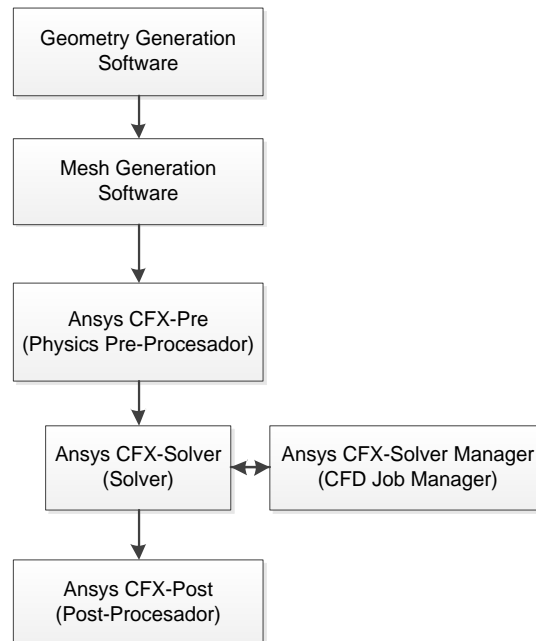 Geometry Generation
Software
Mesh Generation
Software
Ansys CFX-Pre
(Physics Pre-Procesador)
Ansys CFX-Solver
(Solver)
Ansys CFX-Solver Manager
(CFD Job Manager)
Ansys CFX-Post
(Post-Procesador)